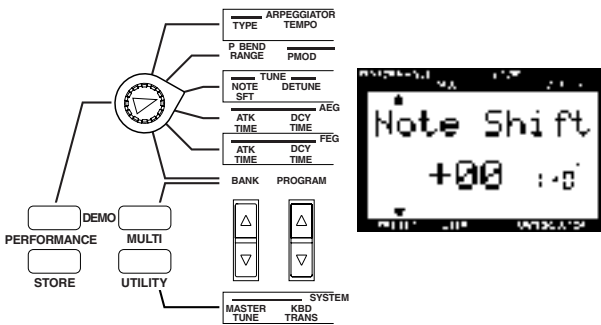 ARPEGGIATOR
TYPE TEMPO
P BEND
RANGE PMOD
TUNE
NOTE DETUNE
SFT
AEG
ATK DCY
TIME TIME
FEG
ATK DCY
TIME TIME
BANK PROGRAM
DEMO
PERFORMANCE MULTI
STORE UTILITY
SYSTEM
MASTER KBD
TUNE TRANS
Note Shift
+00